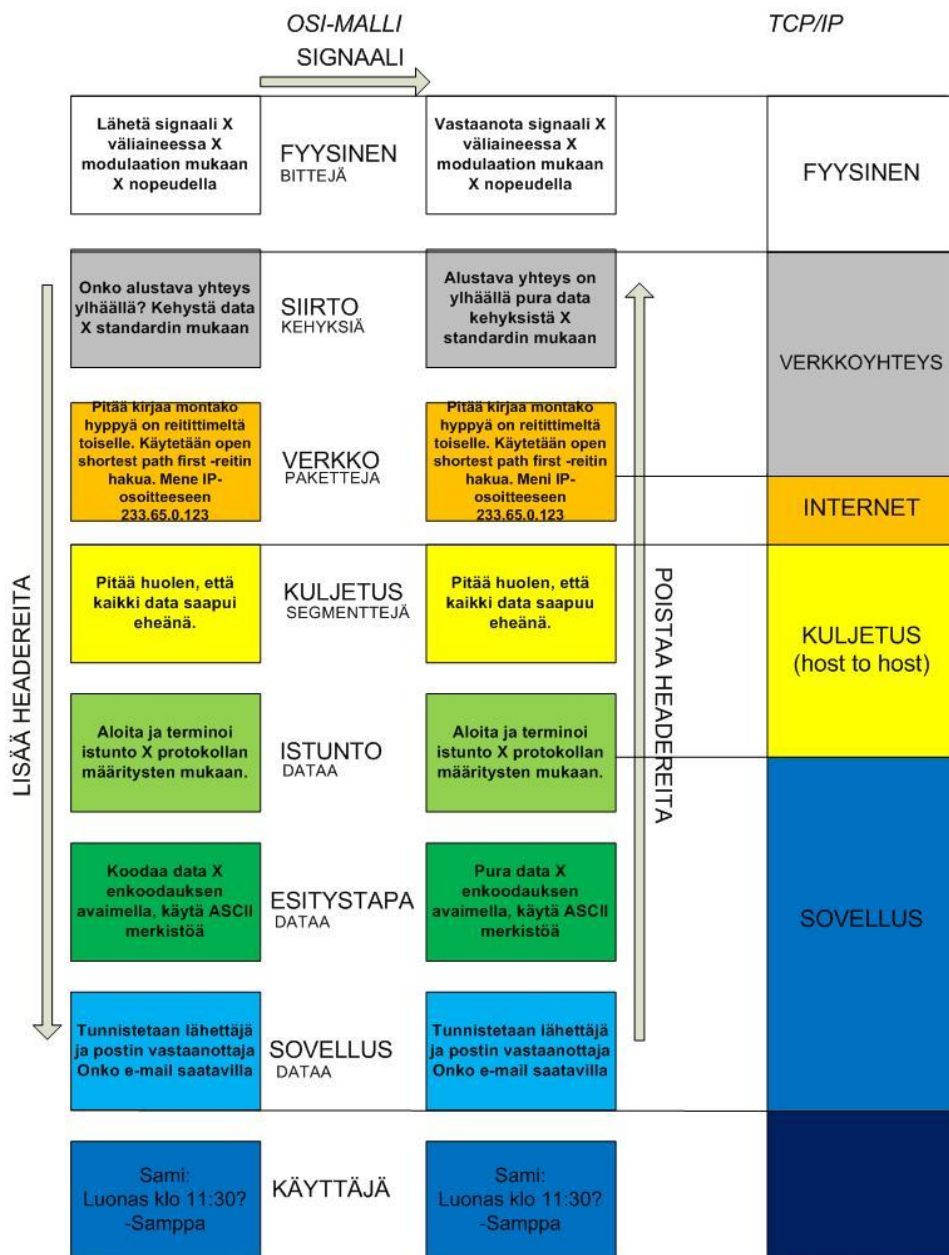 OSI-MALLI
TCP/IP
SIGNAALI
Lähetä signaali X
väliaineessa X
modulaation mukaan
X nopeudella
FYYSINEN
BITTEJÄ
Vastaanota signaali X
väliaineessa X
modulaation mukaan
X nopeudella
FYYSINEN
Onko alustava yhteys
ylhäällä? Kehystä data
X standardin mukaan
SIIRTO
KEHYKSIÄ
Alustava yhteys on
ylhäällä pura data
kehyksistä X
standardin mukaan
VERKKOYHTEYS
Pitää kirjaa montako
hyppyä on reitittimeltä
toiselle. Käytetään open
shortest path first -reitin
hakua. Mene IP-
osoitteeseen
233.65.0.123
VERKKO
PAKETTEJA
Pitää kirjaa montako
hyppyä on reitittimeltä
toiselle. Käytetään open
shortest path first -reitin
hakua. Meni IP-
osoitteeseen
233.65.0.123
INTERNET
LISÄÄ HEADEREITA
Pitää huolen, että
kaikki data saapui
eheänä.
KULJETUS
SEGMENTTEJÄ
Pitää huolen, että
kaikki data saapuu
eheänä.
POISTAA HEADEREITA
KULJETUS
(host to host)
Aloita ja terminoi
istunto X protokollan
määritysten mukaan.
ISTUNTO
DATAA
Aloita ja terminoi
istunto X protokollan
määritysten mukaan.
Koodaa data X
enkoodauksen
avaimella, käytä ASCII
merkistöä
ESITYSTAPA
DATAA
Pura data X
enkoodauksen
avaimella, käytä ASCII
merkistöä
SOVELLUS
Tunnistetaan lähettäjä
ja postin vastaanottaja
Onko e-mail saatavilla
SOVELLUS
DATAA
Tunnistetaan lähettäjä
ja postin vastaanottaja
Onko e-mail saatavilla
Sami:
Luonas klo 11:30?
-Samppa
KÄYTTÄJÄ
Sami:
Luonas klo 11:30?
-Samppa